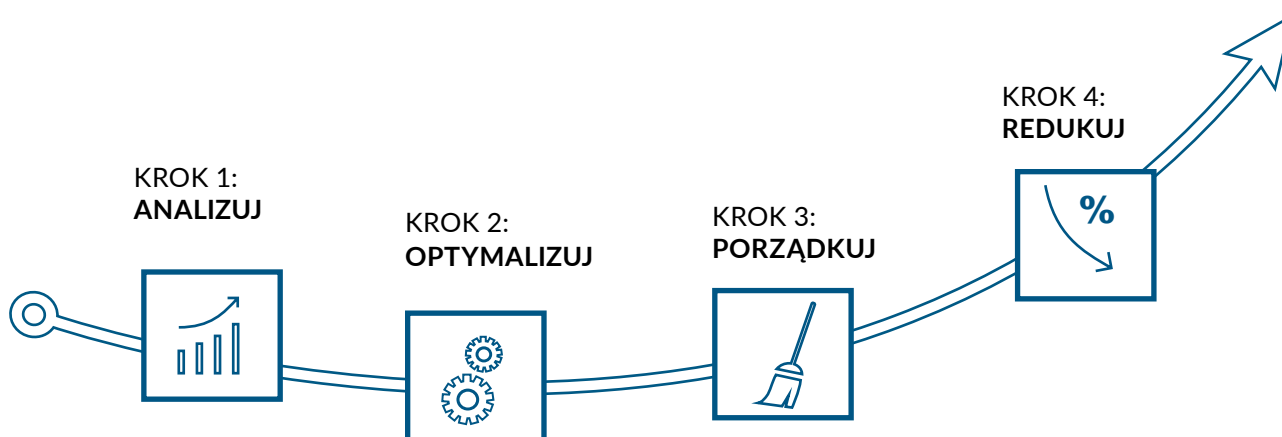 KROK 1:
ANALIZUJ
KROK 2:
OPTYMALIZUJ
KROK 3:
PORZĄDKUJ
KROK 4:
REDUKUJ
%